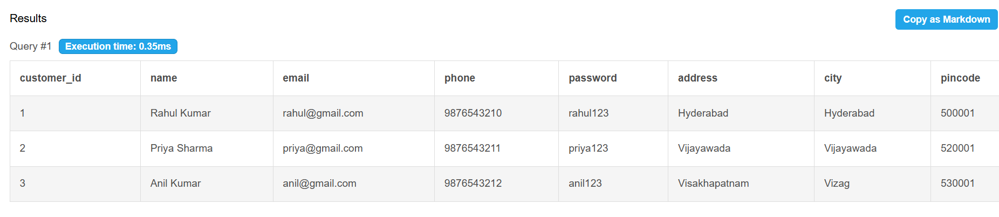 Results
Copy as Markdown
Query #1 Execution time: 0.35ms
customer_id name email phone password address city pincode
1 Rahul Kumar rahul@gmail.com 9876543210 rahul123 Hyderabad Hyderabad 500001
2 Priya Sharma priya@gmail.com 9876543211 priya123 Vijayawada Vijayawada 520001
3 Anil Kumar anil@gmail.com 9876543212 anil123 Visakhapatnam Vizag 530001